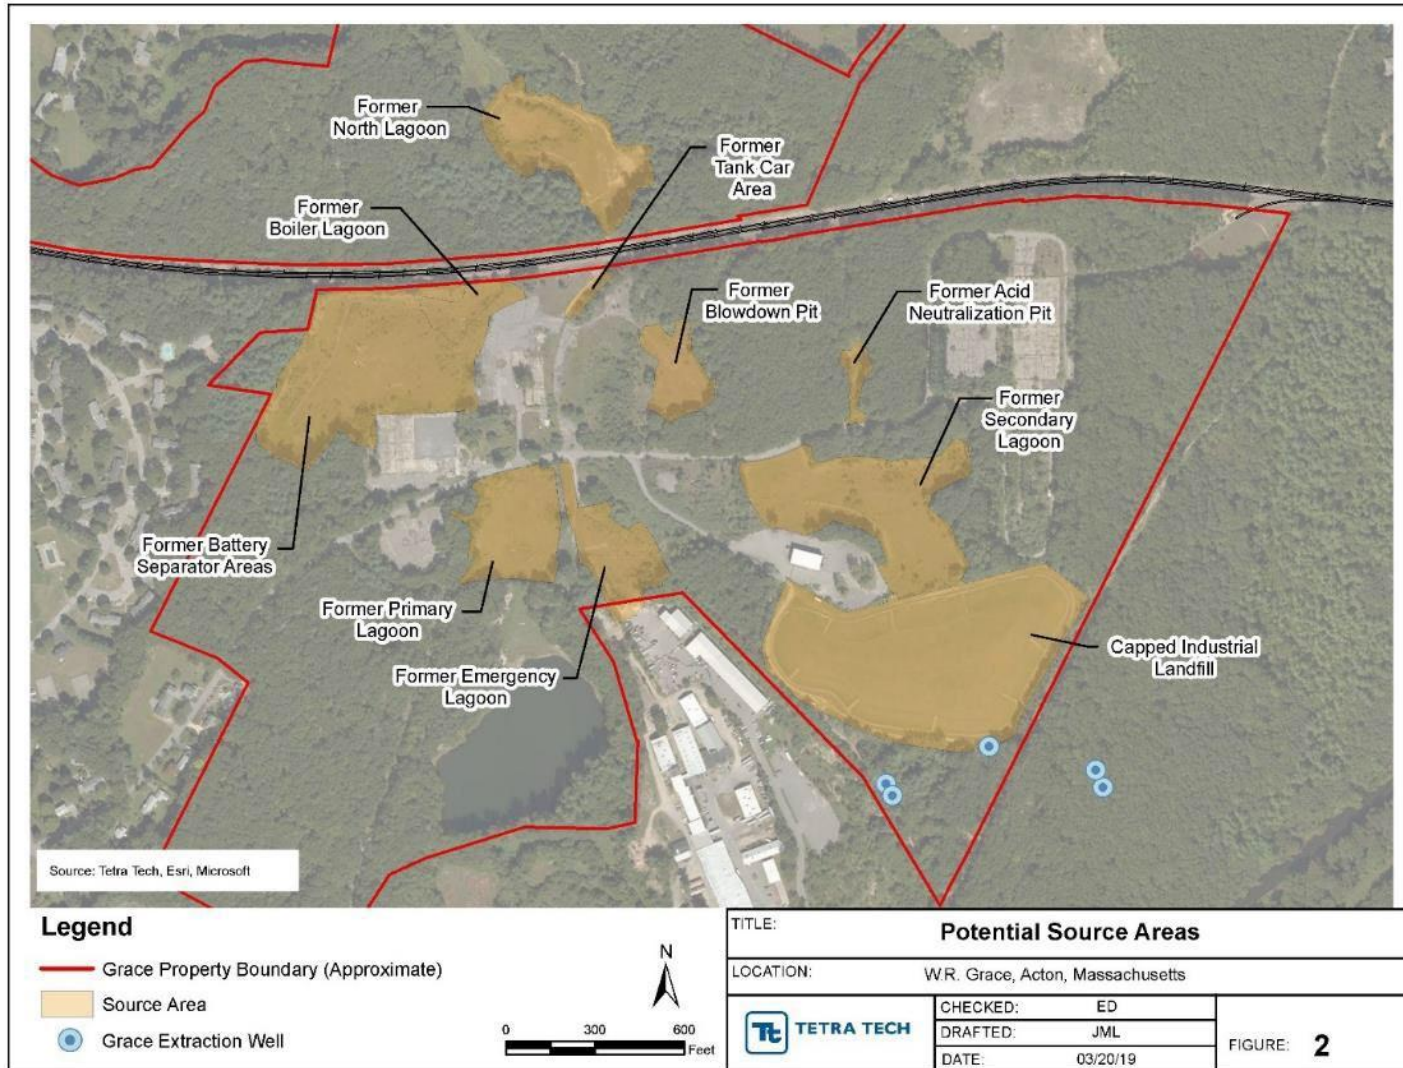 Former
North Lagoon
Former
Tank Car
Area
Former
Boiler Lagoon
Former
Blowdown Pit
Former Acid
Neutralization Pit
Former
Secondary
Lagoon
Former Battery
Separator Areas
Former Primary
Lagoon
Former Emergency
Lagoon
Capped Industrial
Landfill
Source: Tetra Tech, Esri, Microsoft
Legend
Grace Property Boundary (Approximate)
Source Area
Grace Extraction Well
N
0 300 600
Feet
TITLE: Potential Source Areas
LOCATION: W.R. Grace, Acton, Massachusetts
Tt TETRA TECH
CHECKED: ED
DRAFTED: JML
DATE: 03/20/19
FIGURE: 2